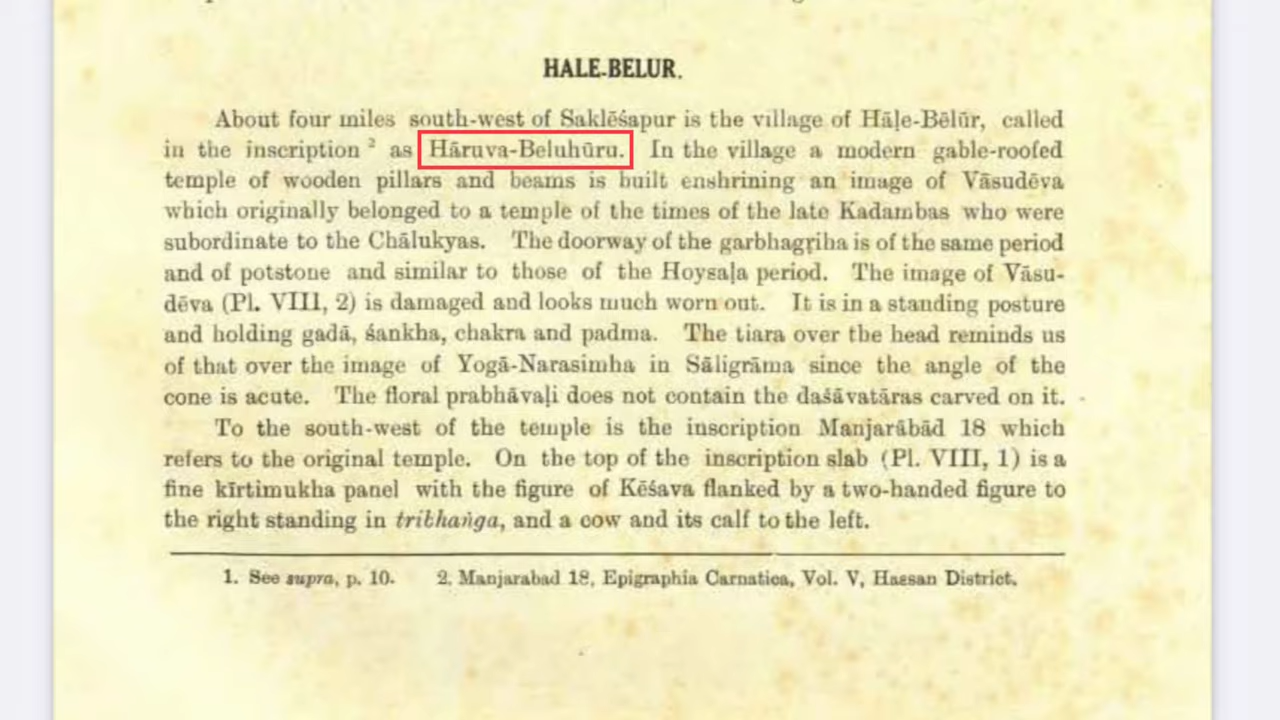 HALE-BELUR.
About four miles south-west of Saklēśapur is the village of Hāḷe-Bēlūr, called
in the inscription ² as Hāruva-Beluhūru. In the village a modern gable-roofed
temple of wooden pillars and beams is built enshrining an image of Vāsudēva
which originally belonged to a temple of the times of the late Kadambas who were
subordinate to the Chālukyas. The doorway of the garbhagṛiha is of the same period
and of potstone and similar to those of the Hoysaḷa period. The image of Vāsu-
dēva (Pl. VIII, 2) is damaged and looks much worn out. It is in a standing posture
and holding gadā, śankha, chakra and padma. The tiara over the head reminds us
of that over the image of Yogā-Narasimha in Sāligrāma since the angle of the
cone is acute. The floral prabhāvaḷi does not contain the daśāvatāras carved on it.
To the south-west of the temple is the inscription Manjarābād 18 which
refers to the original temple. On the top of the inscription slab (Pl. VIII, 1) is a
fine kīrtimukha panel with the figure of Kēśava flanked by a two-handed figure to
the right standing in tribhaṅga, and a cow and its calf to the left.
1. See supra, p. 10. 2. Manjarabad 18, Epigraphia Carnatica, Vol. V, Hassan District.